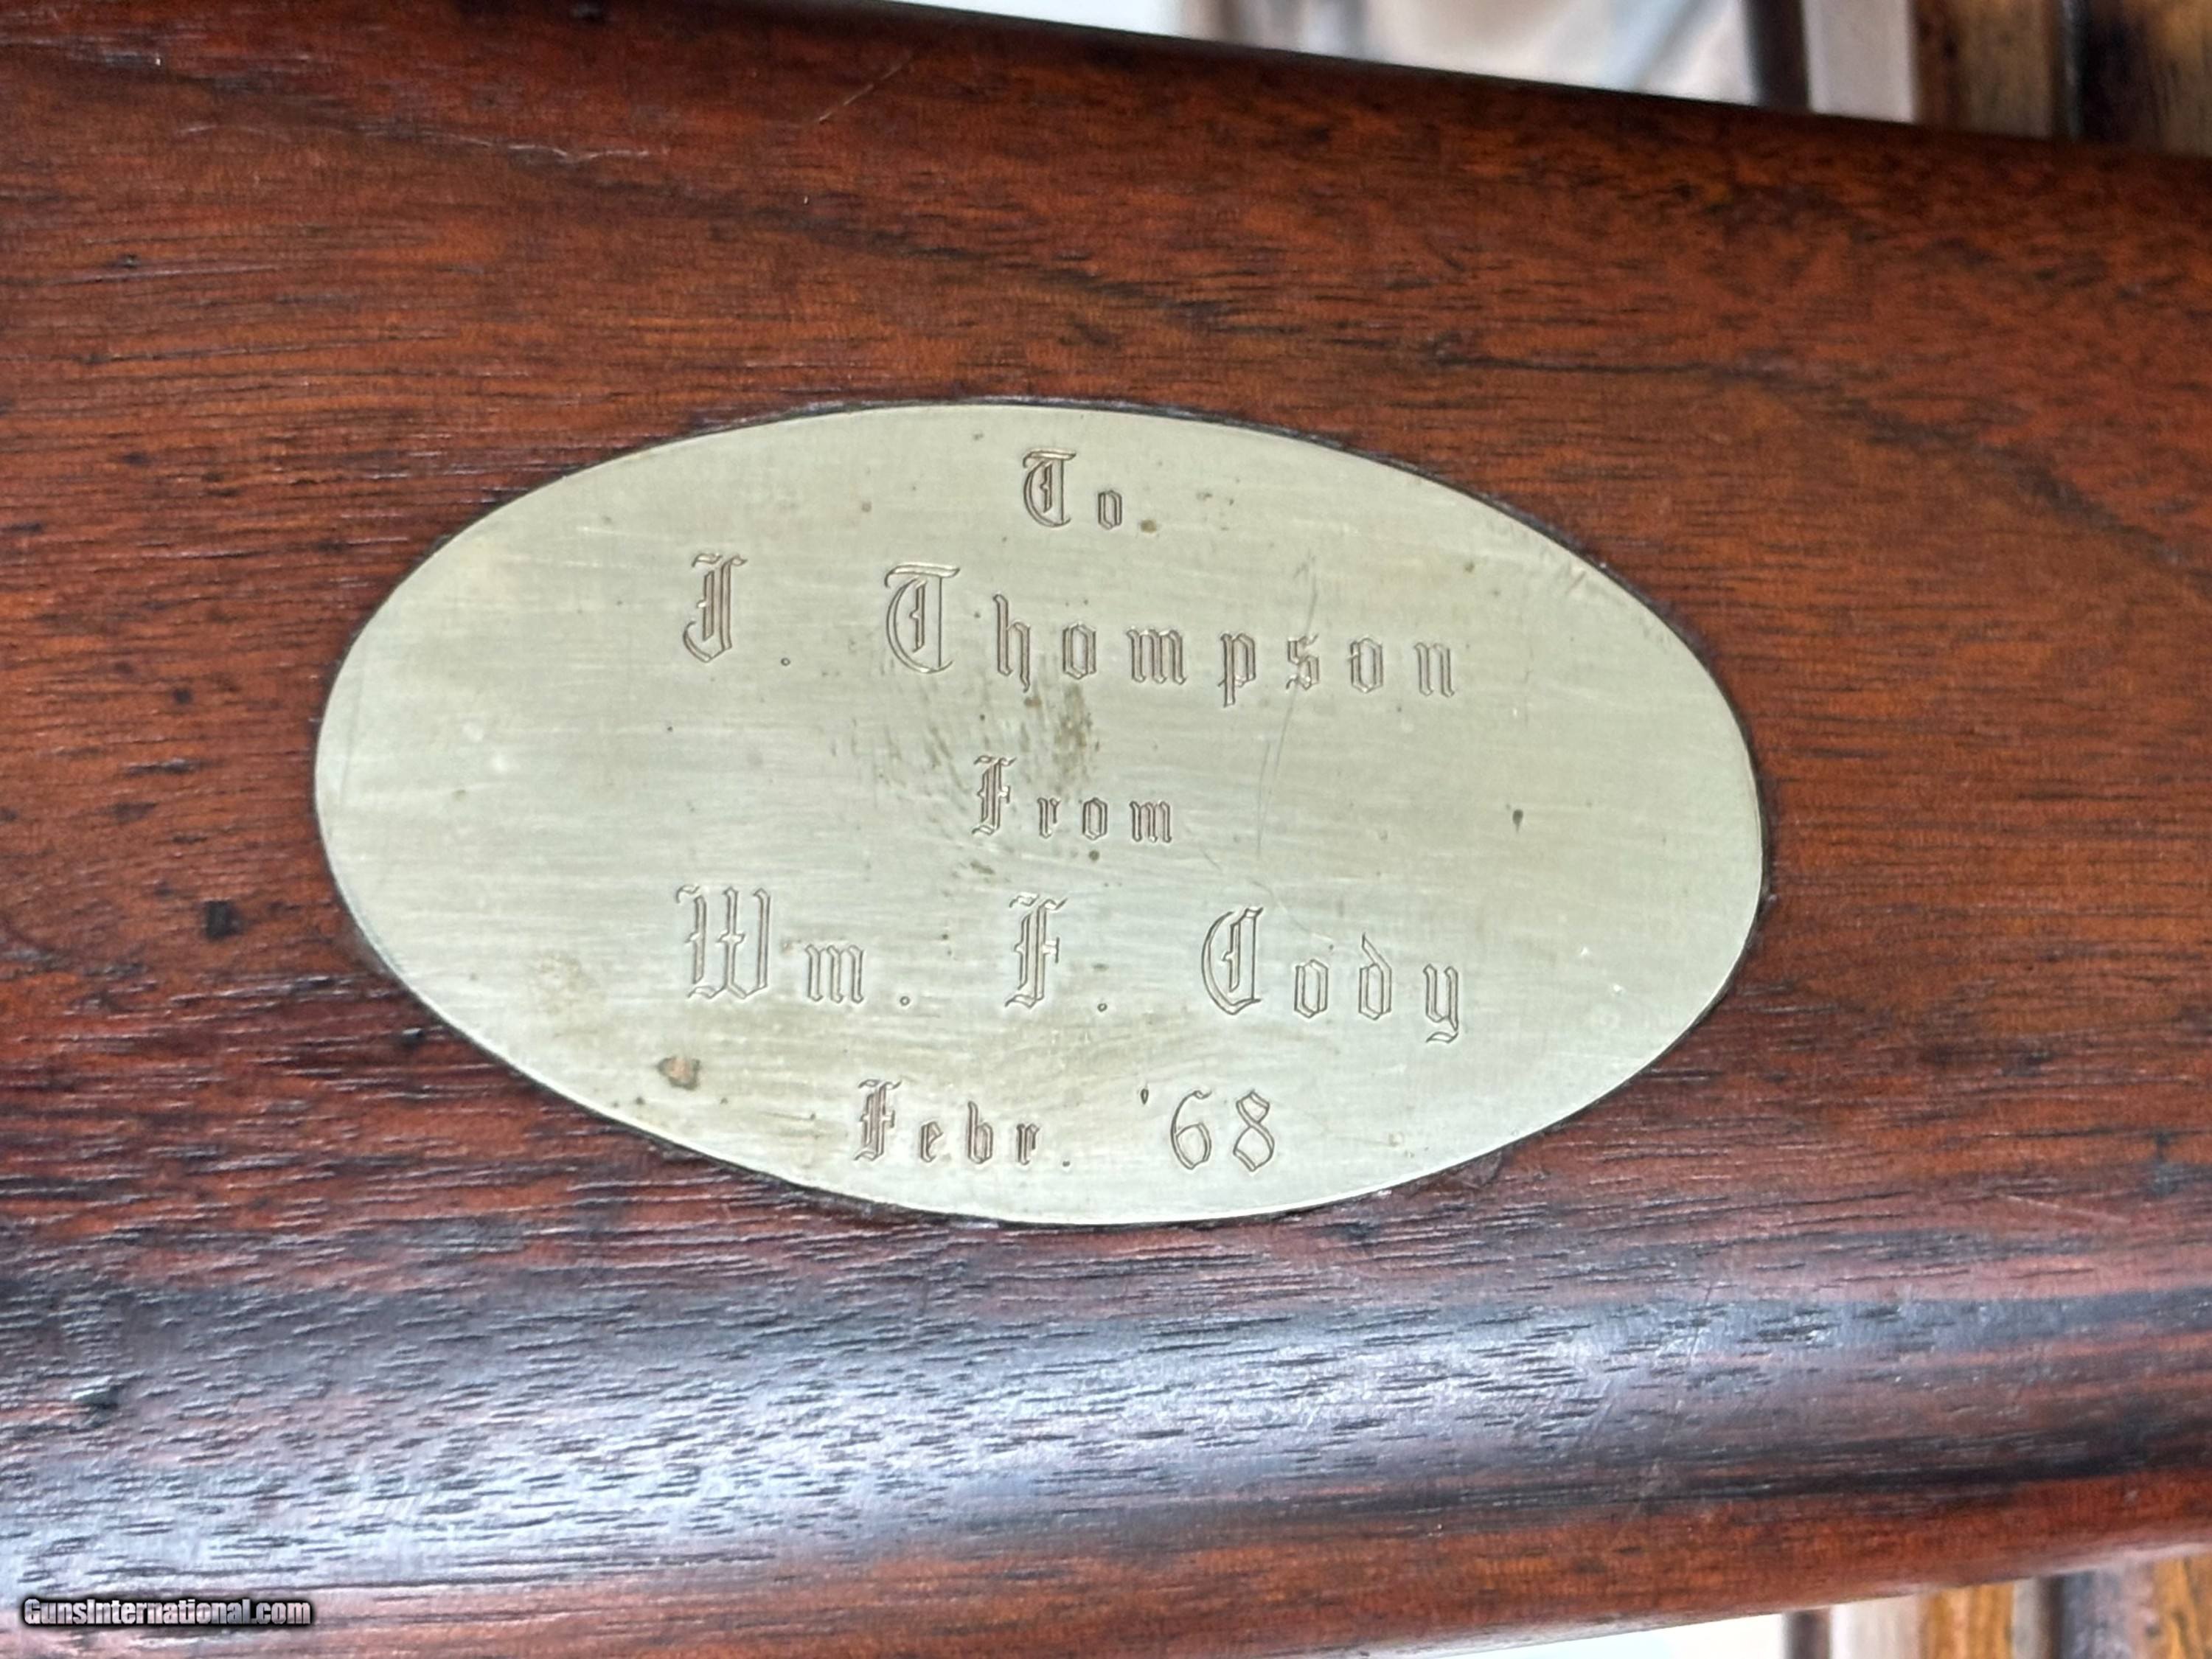 To
J. Thompson
From
Wm. F. Cody
Febr. '68
GunsInternational.com